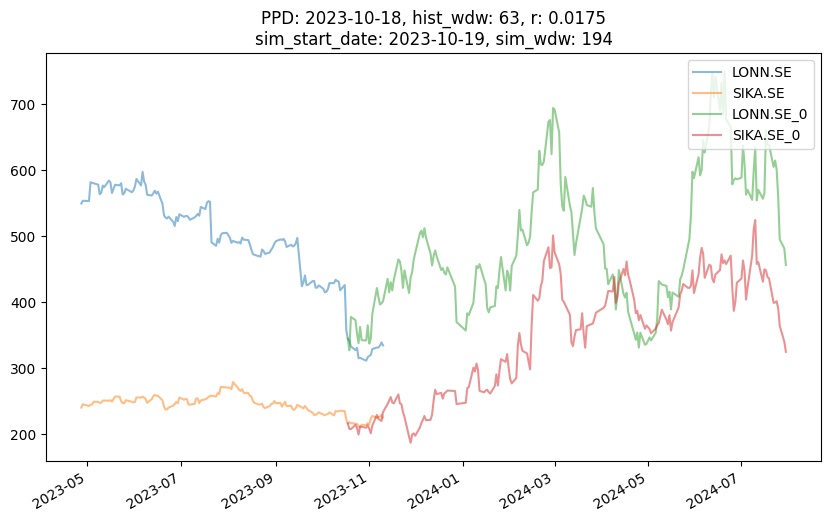 PPD: 2023-10-18, hist_wdw: 63, r: 0.0175
sim_start_date: 2023-10-19, sim_wdw: 194
LONN.SE
SIKA.SE
LONN.SE_0
SIKA.SE_0
700
600
500
400
300
200
2023-05
2023-07
2023-09
2023-11
2024-01
2024-03
2024-05
2024-07